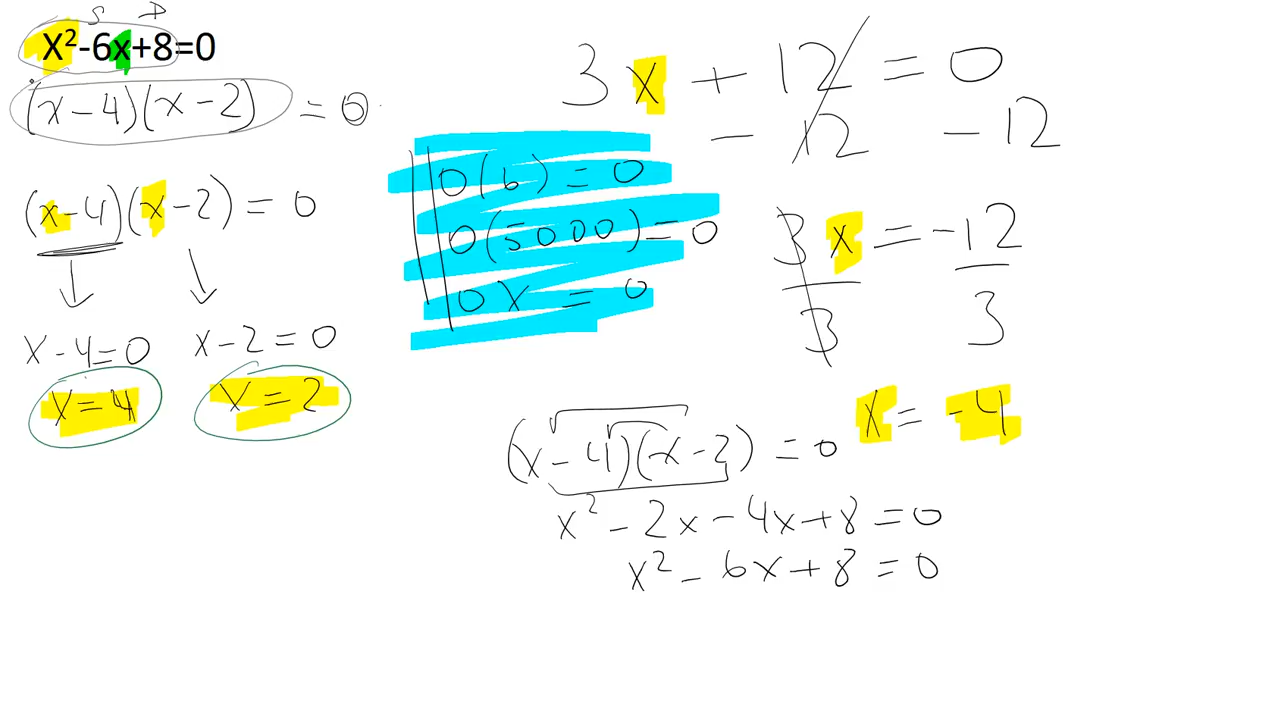 S P
X²-6x+8=0
(x-4)(x-2) = 0
(x-4)(x-2) = 0
x-4=0 x-2=0
x=4 x=2
0(6) = 0
0(5000) = 0
0x = 0
3x + 12 = 0
- 12 - 12
3x = -12
3 3
x = -4
(x-4)(x-2) = 0
x² - 2x - 4x + 8 = 0
x² - 6x + 8 = 0